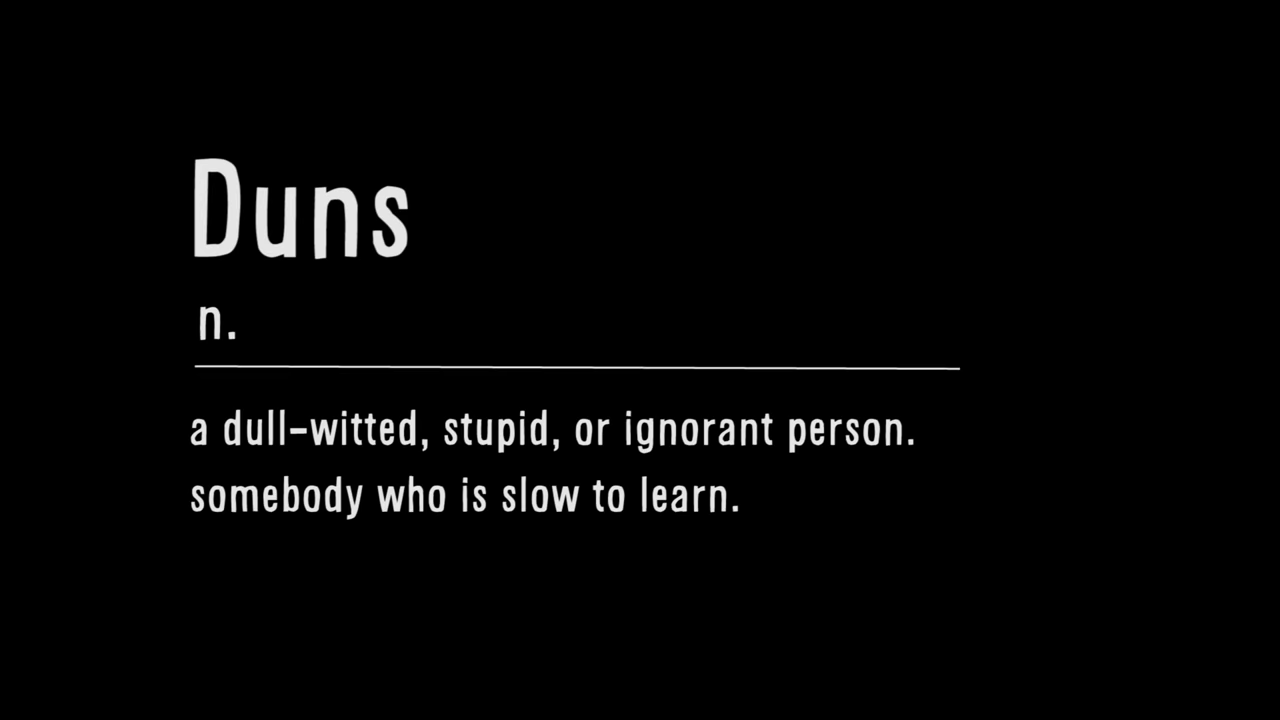 Duns
n.
a dull-witted, stupid, or ignorant person.
somebody who is slow to learn.